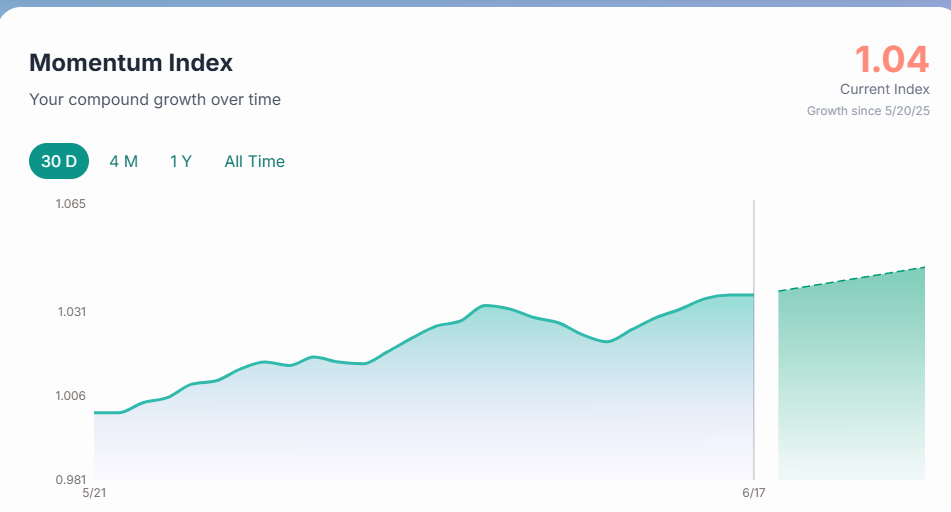 Momentum Index
1.04
Your compound growth over time
Current Index
Growth since 5/20/25
30 D
4 M
1 Y
All Time
1.065
1.031
1.006
0.981
5/21
6/17